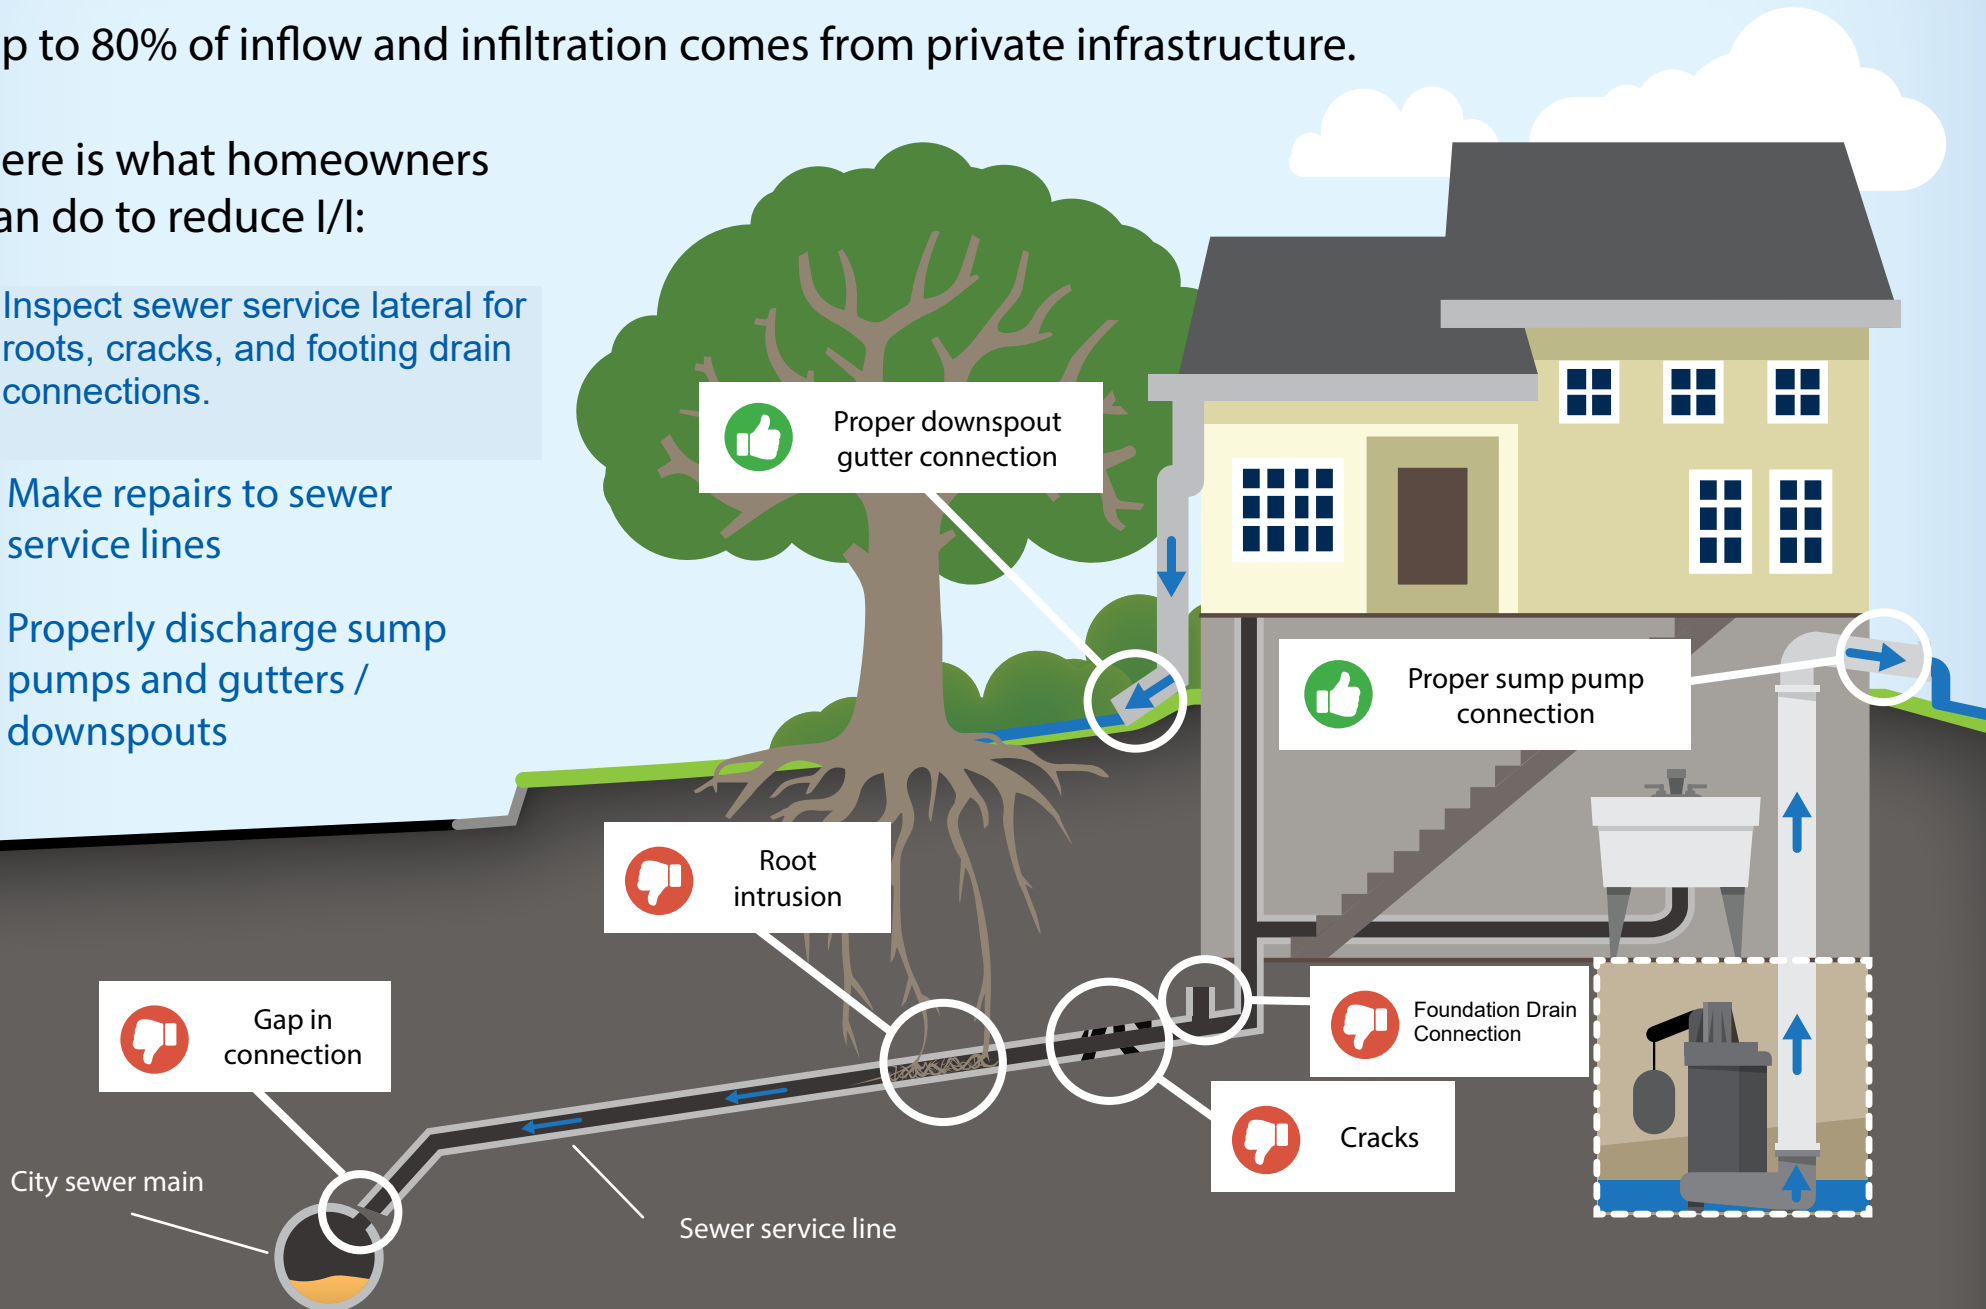 p to 80% of inflow and infiltration comes from private infrastructure.
ere is what homeowners
an do to reduce I/I:
Inspect sewer service lateral for
roots, cracks, and footing drain
connections.
Make repairs to sewer
service lines
Properly discharge sump
pumps and gutters /
downspouts
Proper downspout
gutter connection
Proper sump pump
connection
Root
intrusion
Gap in
connection
Foundation Drain
Connection
Cracks
City sewer main
Sewer service line